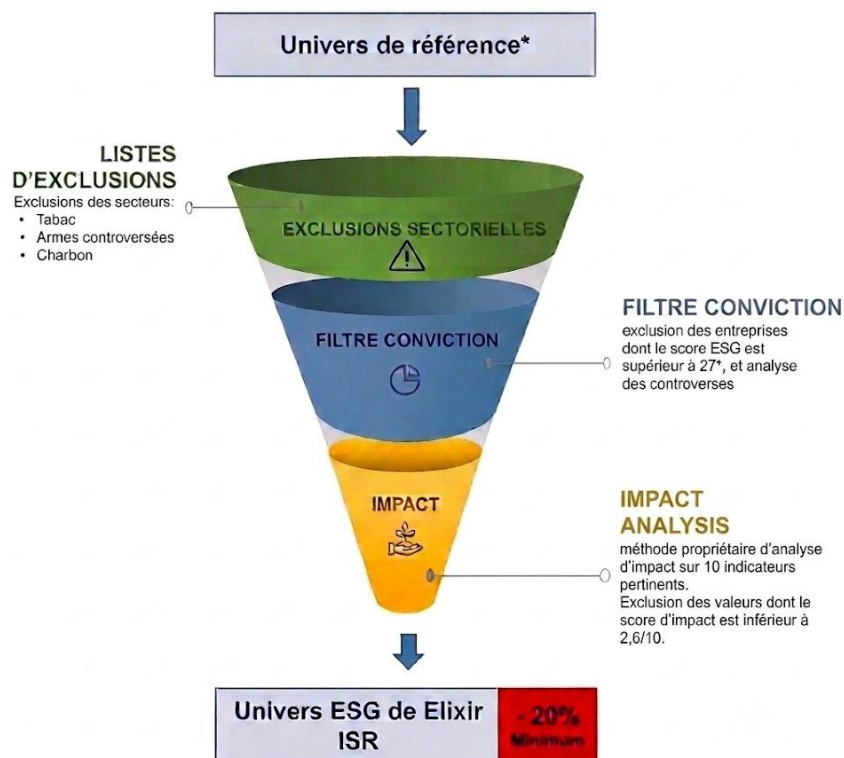 Univers de référence*
LISTES
D'EXCLUSIONS
Exclusions des secteurs:
• Tabac
• Armes controversées
• Charbon
EXCLUSIONS SECTORIELLES
FILTRE CONVICTION
FILTRE CONVICTION
exclusion des entreprises
dont le score ESG est
supérieur à 27*, et analyse
des controverses
IMPACT
IMPACT
ANALYSIS
méthode propriétaire d'analyse
d'impact sur 10 indicateurs
pertinents.
Exclusion des valeurs dont le
score d'impact est inférieur à
2,6/10.
Univers ESG de Elixir
ISR
- 20%
Minimum